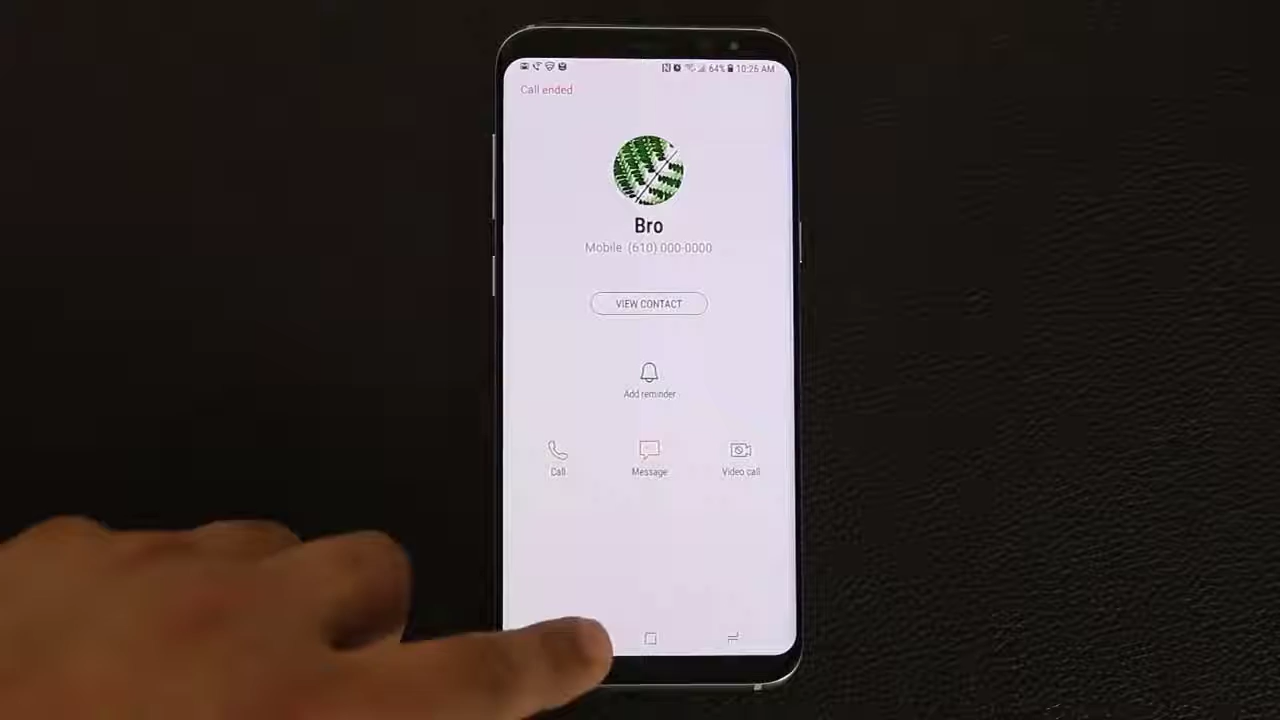 64% 10:26 AM
Call ended
Bro
Mobile (610) 000-0000
VIEW CONTACT
Add reminder
Call
Message
Video call